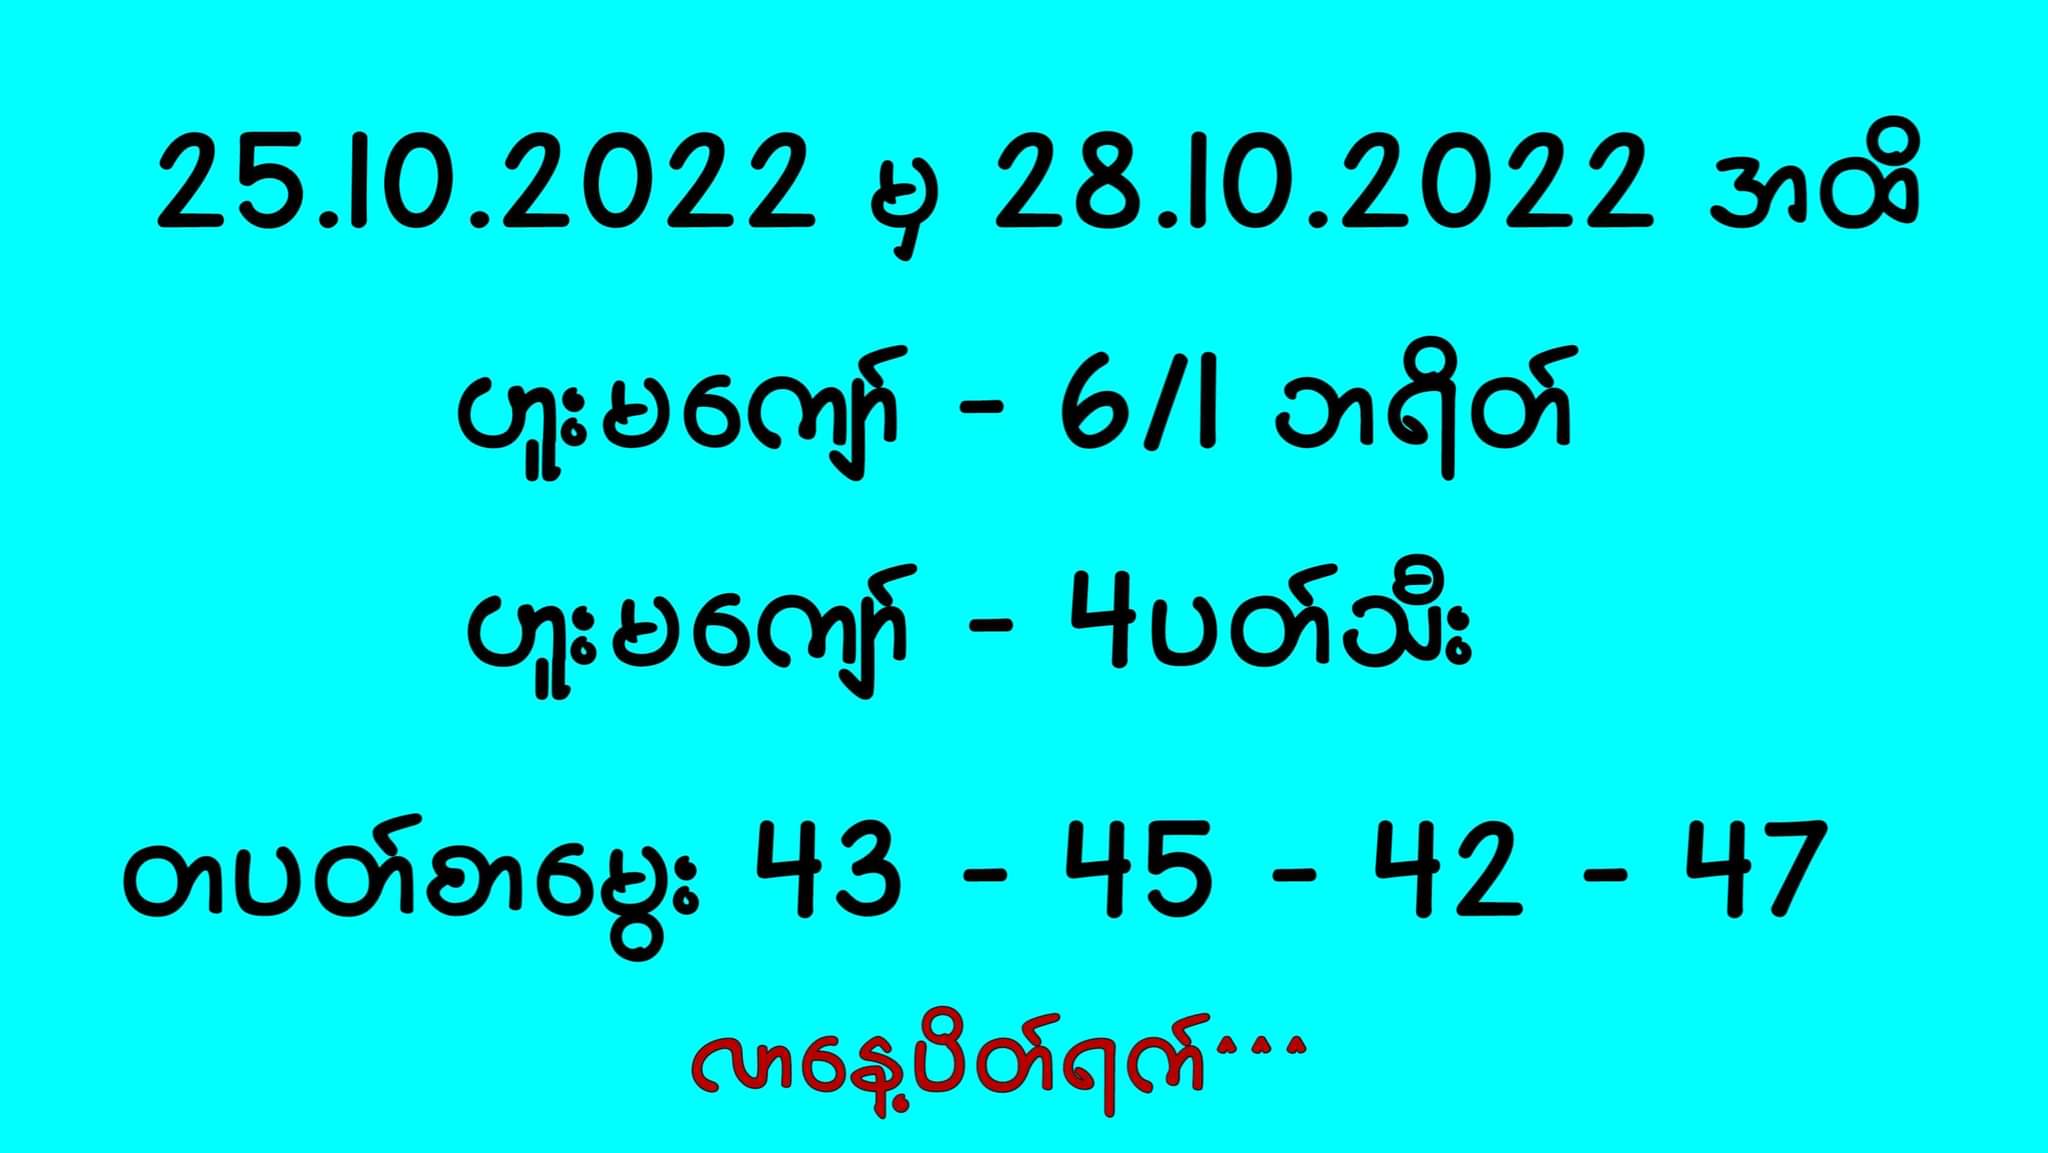 25.10.2022 မှ 28.10.2022 အထိ
ဟူးမကျော် - 6/1 ဘရိတ်
ဟူးမကျော် - 4ပတ်သီး
တပတ်စာမွေး 43 - 45 - 42 - 47
လာနေ့ပိတ်ရက်^^^